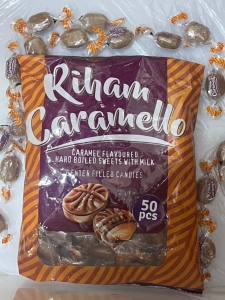 Riham
Caramello
CARAMEL FLAVOURED
HARD BOILED SWEETS WITH MILK
CENTER FILLED CANDIES
50
pcs